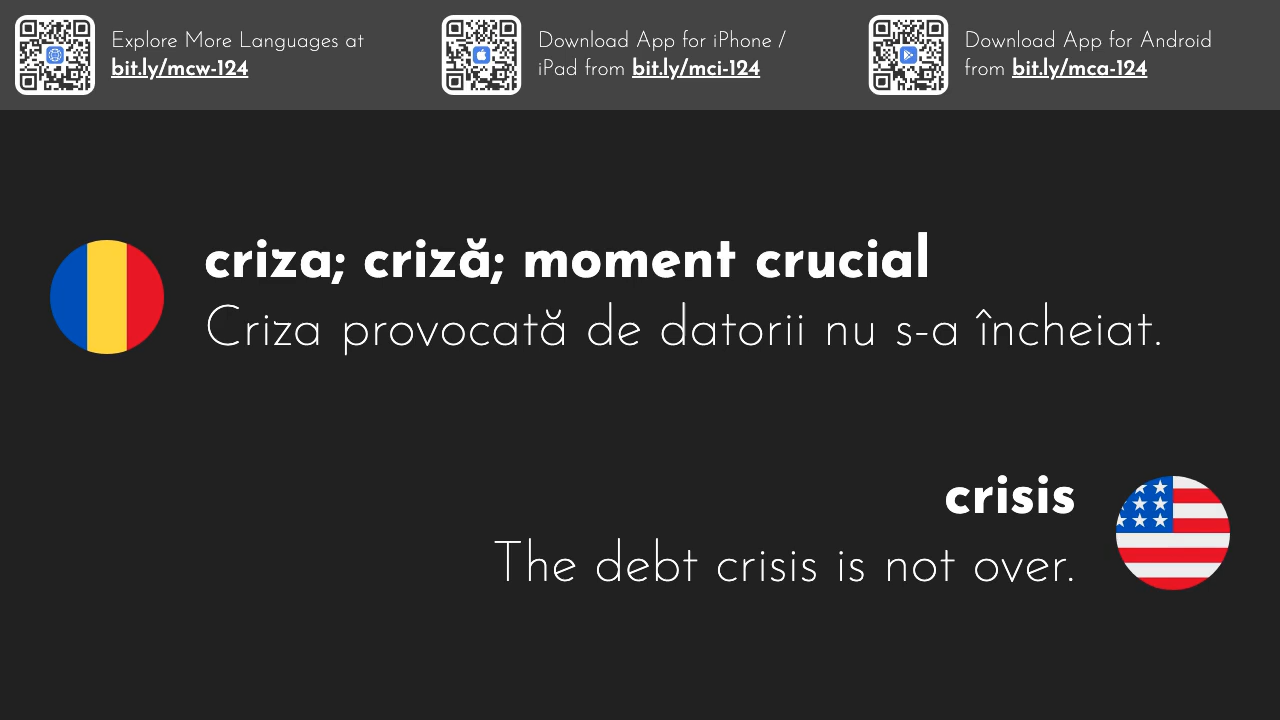 Explore More Languages at
bit.ly/mcw-124
Download App for iPhone /
iPad from bit.ly/mci-124
Download App for Android
from bit.ly/mca-124
criza; criză; moment crucial
Criza provocată de datorii nu s-a încheiat.
crisis
The debt crisis is not over.